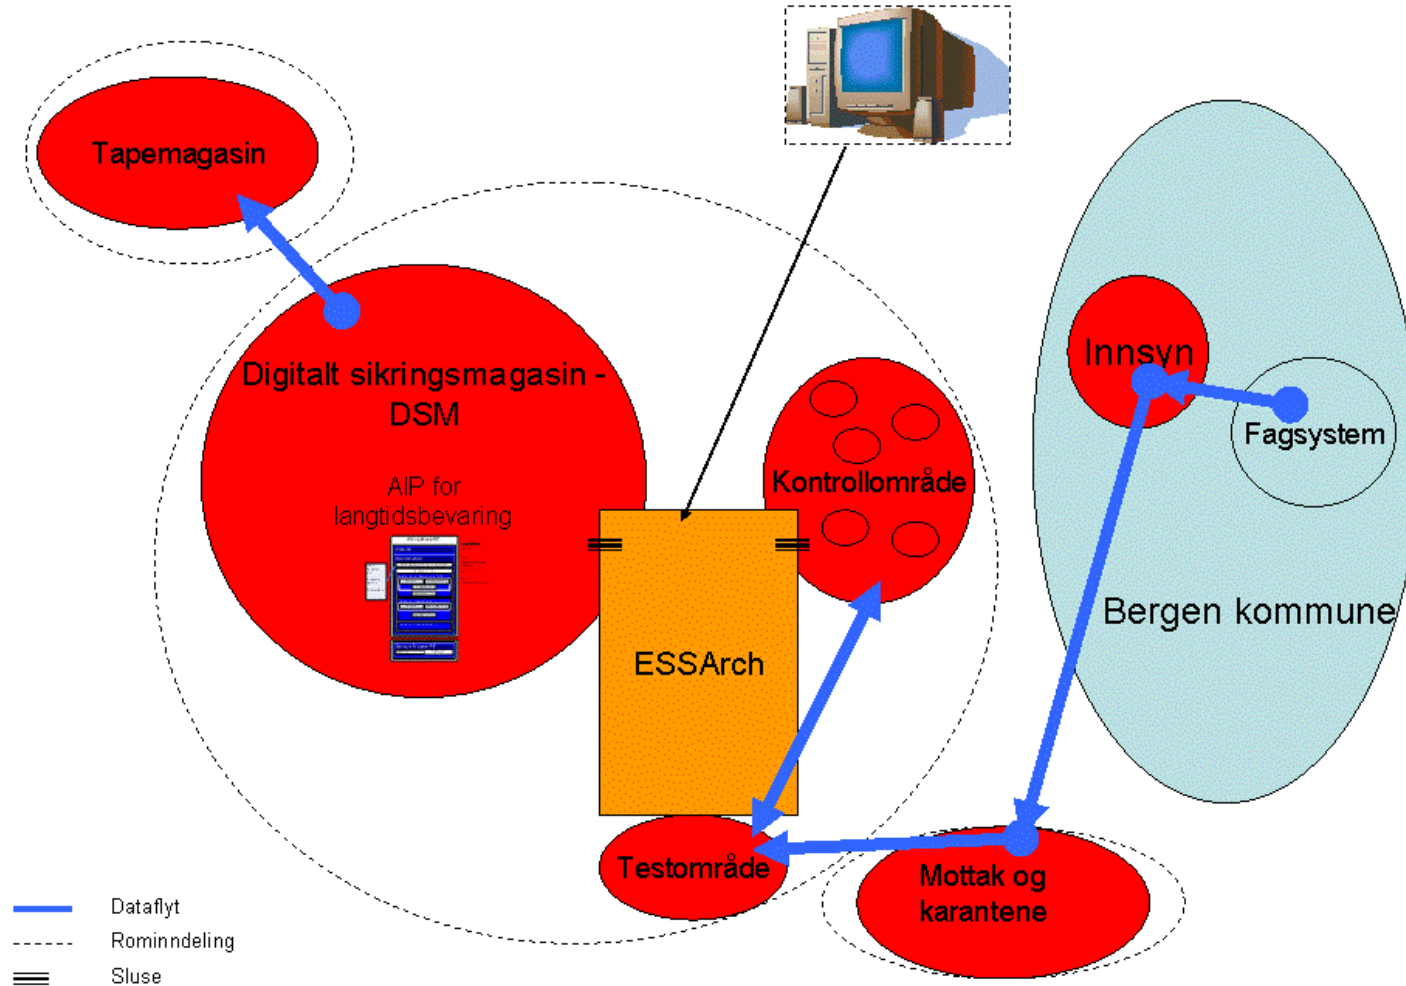 Tapemagasin
Digitalt sikringsmagasin -
DSM
AIP for
langtidsbevaring
Kontrollområde
ESSArch
Testområde
Innsyn
Fagsystem
Bergen kommune
Mottak og
karantene
Dataflyt
Rominndeling
Sluse